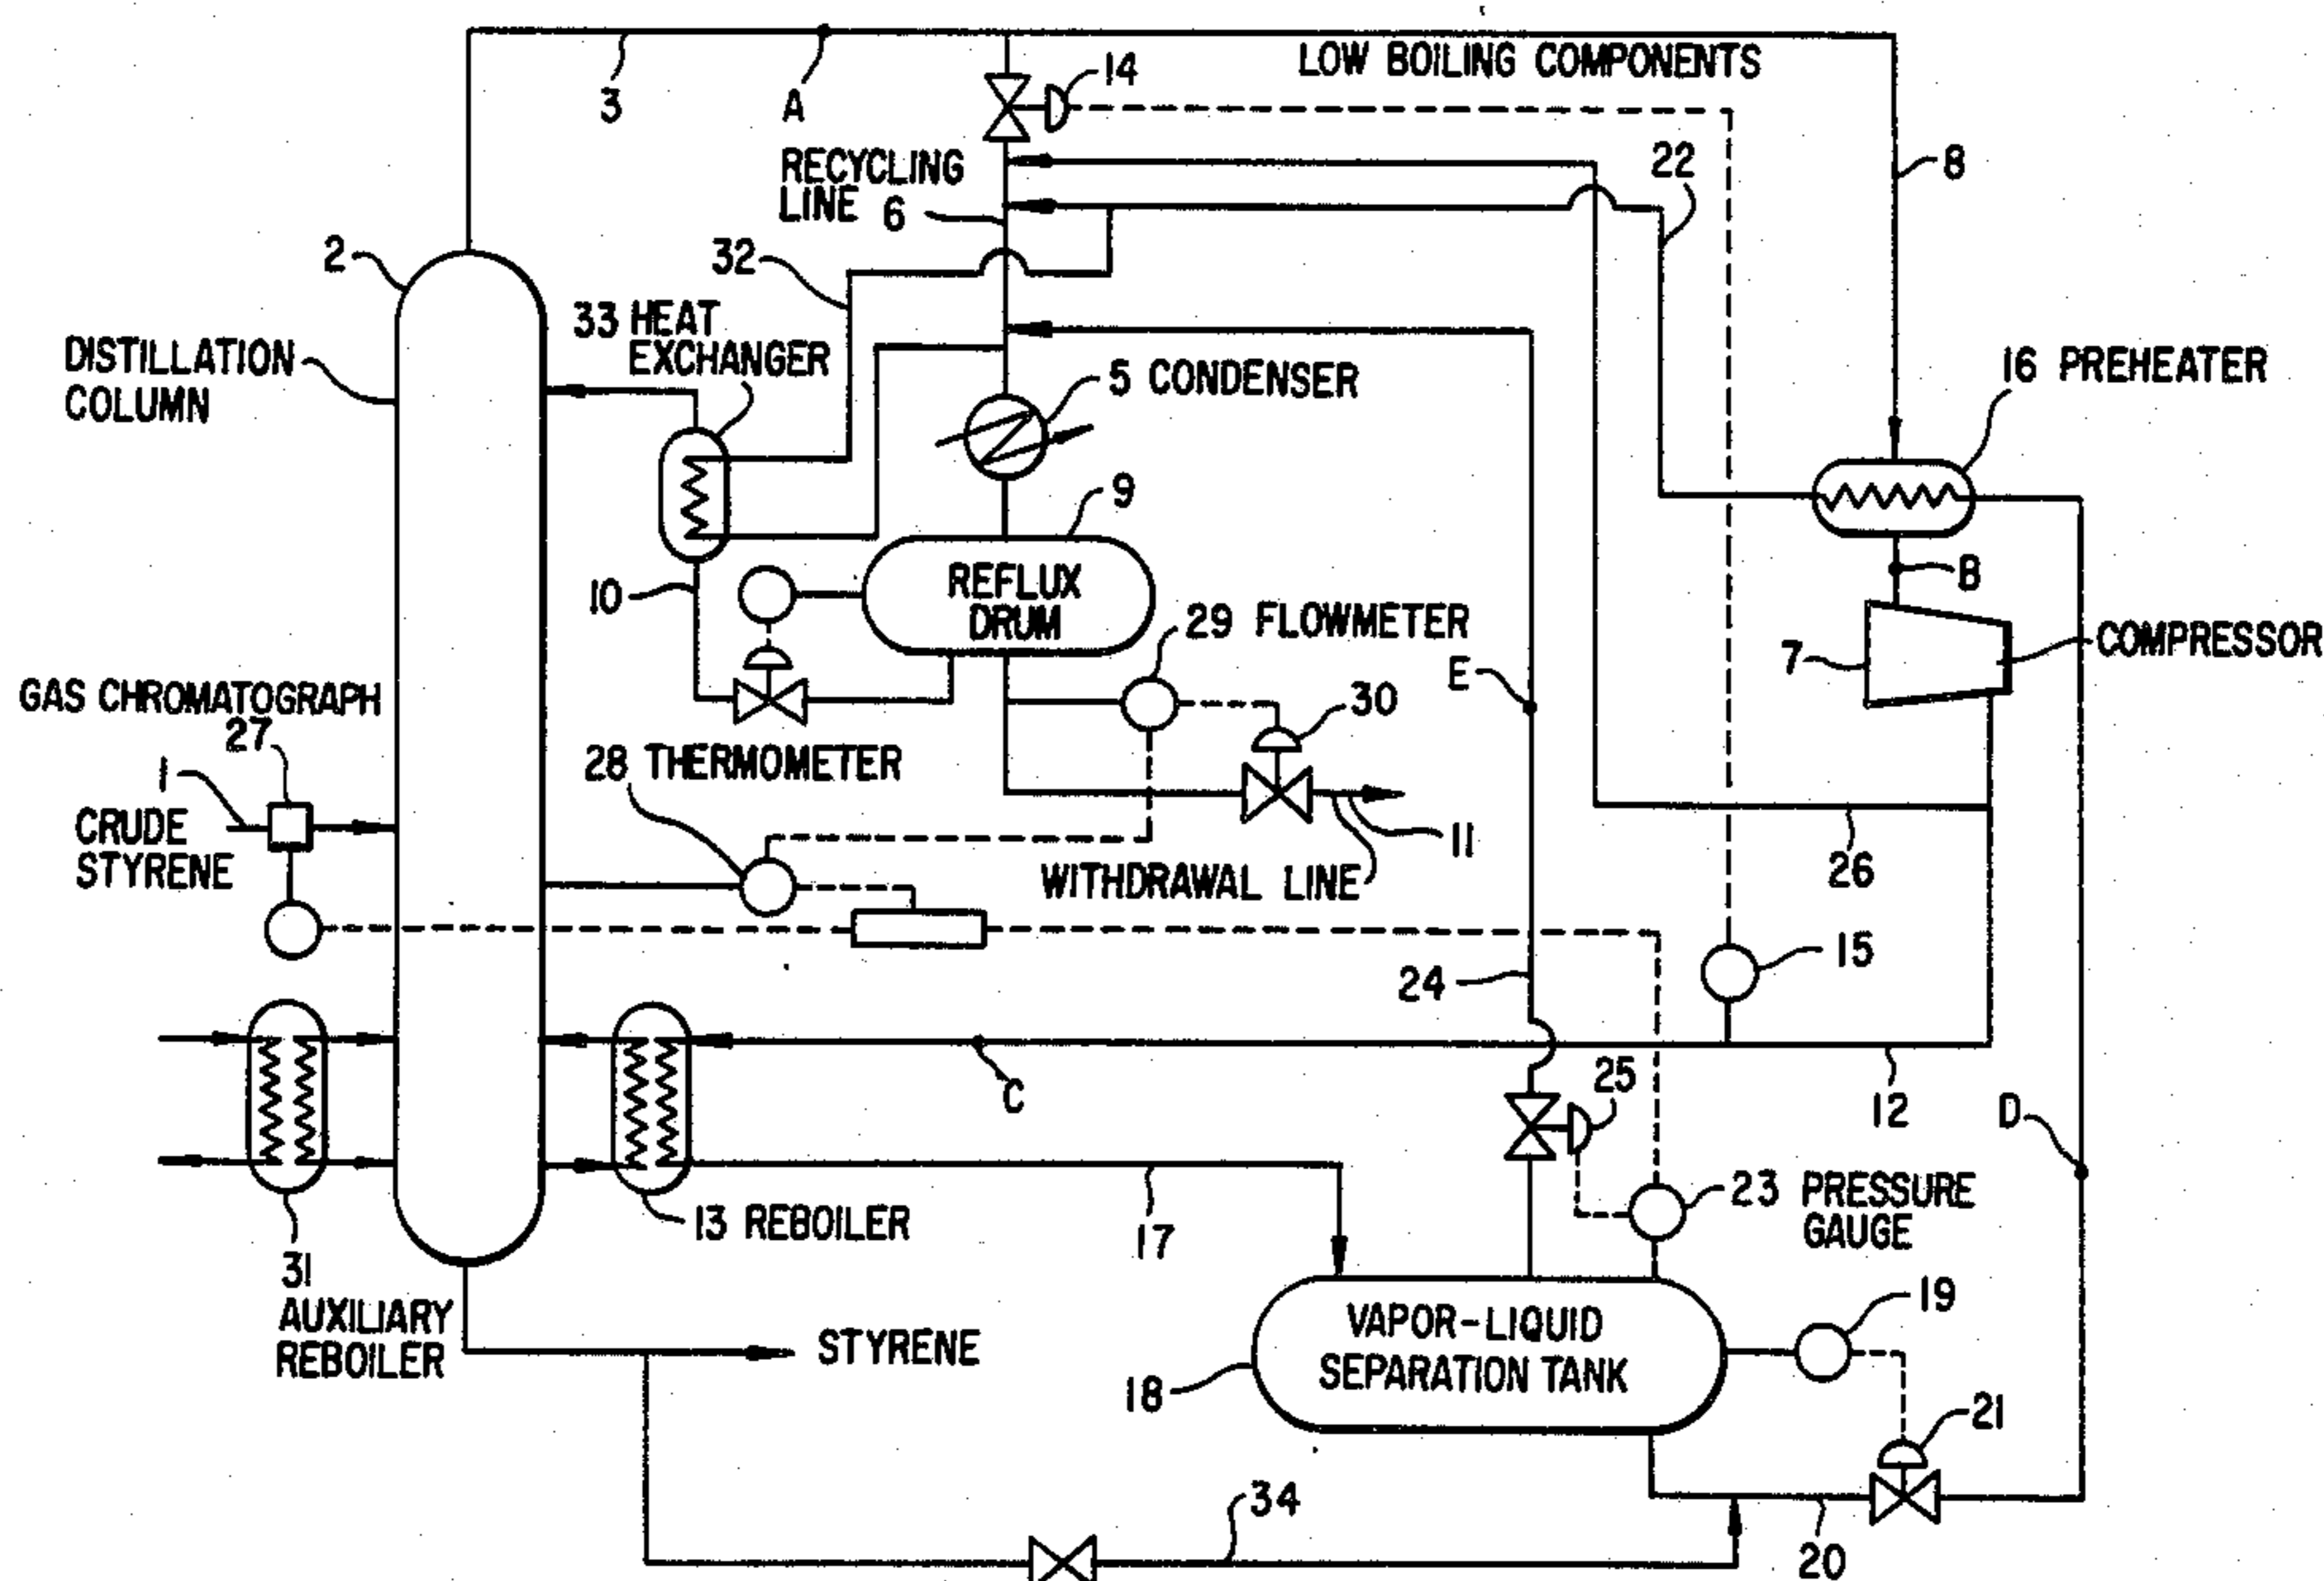 LOW BOILING COMPONENTS
3
A
14
RECYCLING
LINE 6
22
8
2
32
33 HEAT
EXCHANGER
DISTILLATION
COLUMN
5 CONDENSER
16 PREHEATER
9
10
REFLUX
DRUM
29 FLOWMETER
B
7
COMPRESSOR
E
30
GAS CHROMATOGRAPH
27
28 THERMOMETER
1
CRUDE
STYRENE
11
WITHDRAWAL LINE
26
15
24
C
25
12
D
13 REBOILER
17
23 PRESSURE
GAUGE
31
AUXILIARY
REBOILER
STYRENE
VAPOR-LIQUID
SEPARATION TANK
19
18
21
34
20